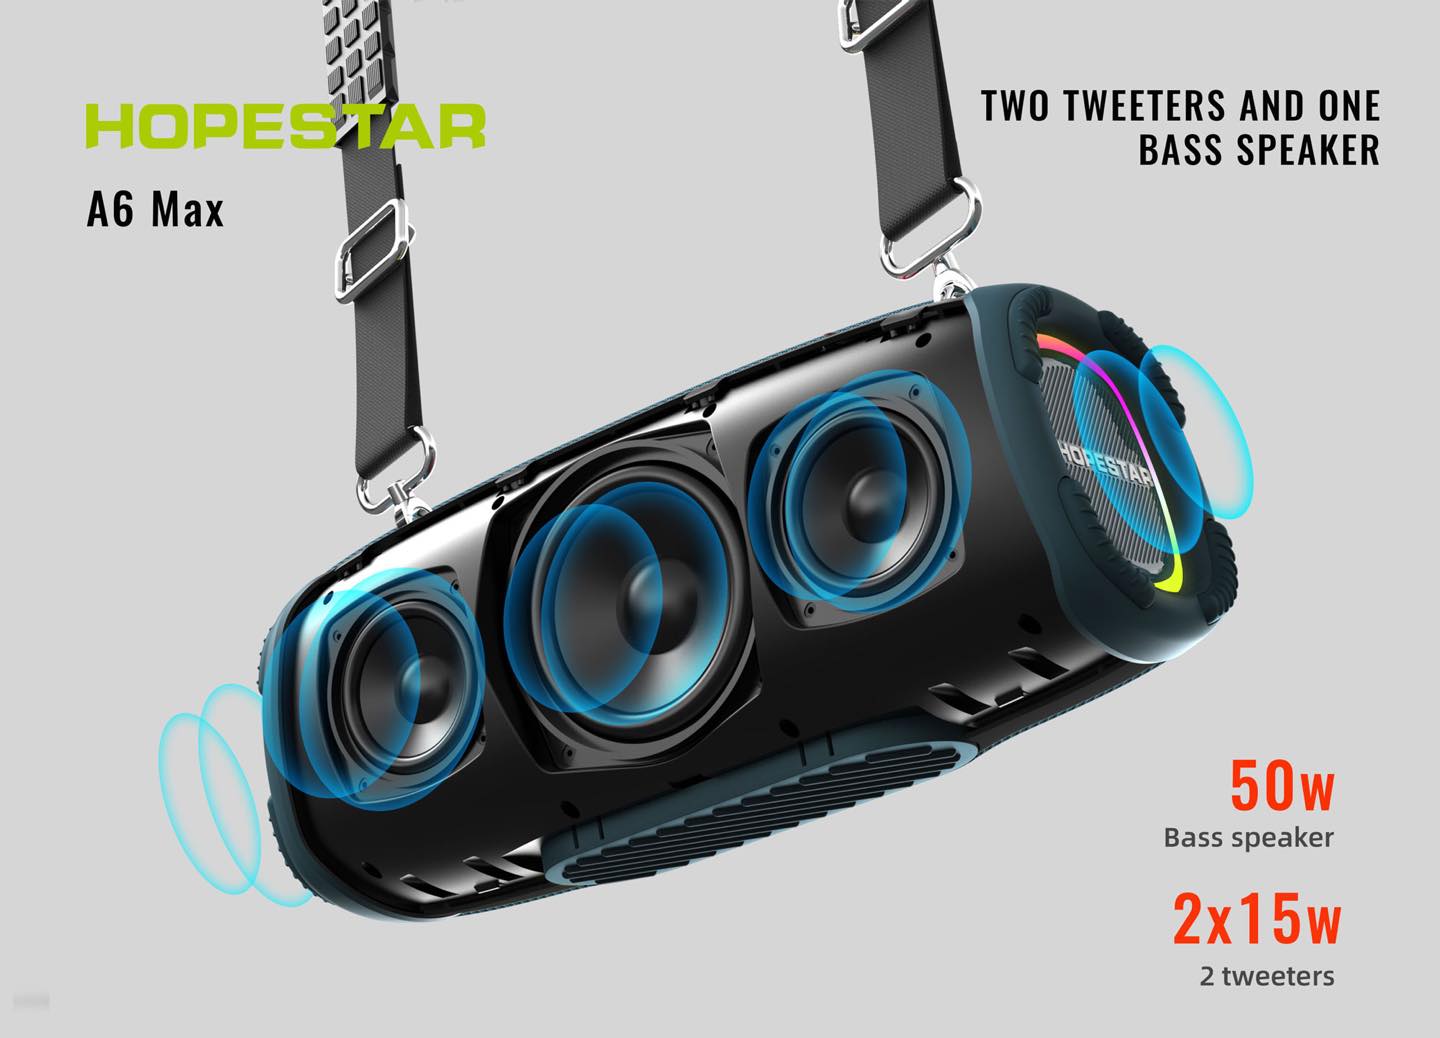 HOPESTAR
A6 Max
TWO TWEETERS AND ONE
BASS SPEAKER
HOPESTAR
50w
Bass speaker
2x15w
2 tweeters